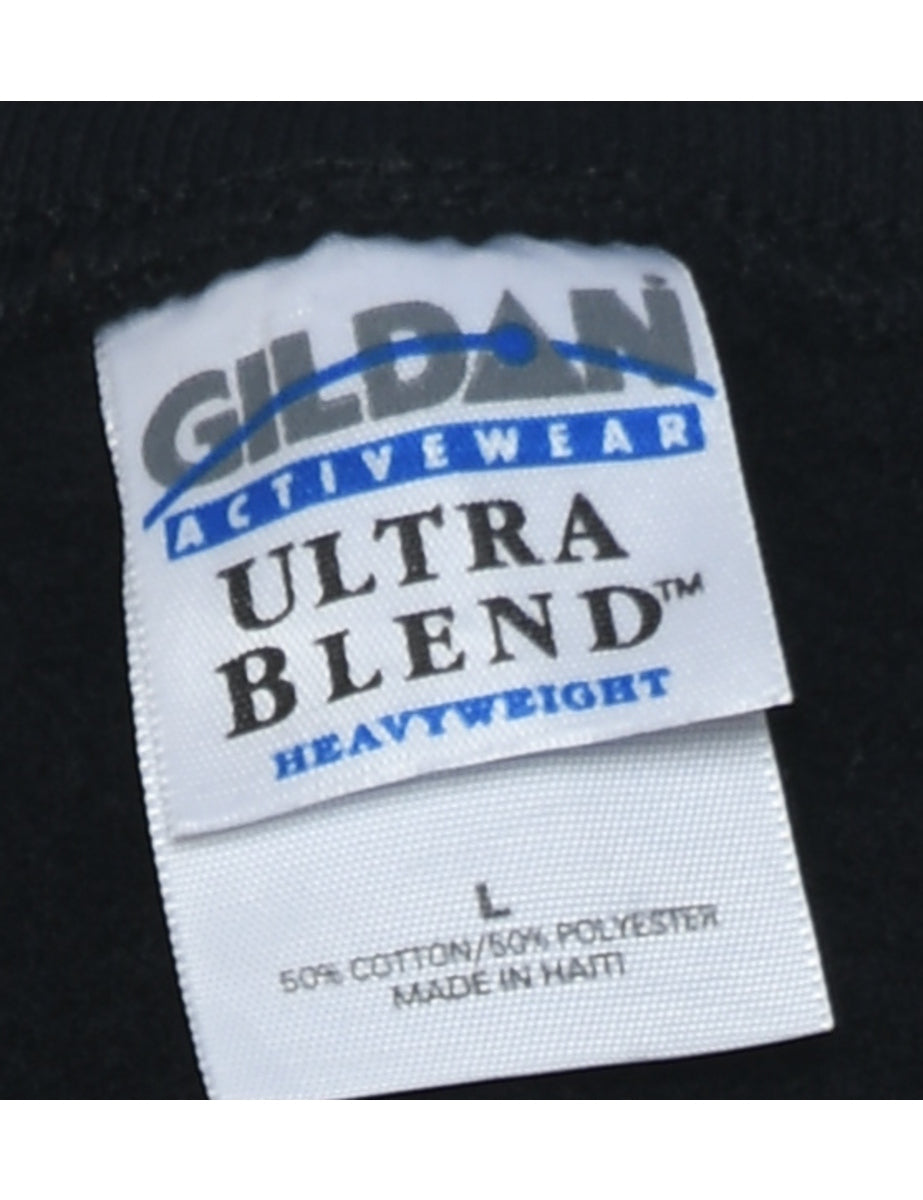 GILDAN
ACTIVEWEAR
ULTRA
BLEND™
HEAVYWEIGHT
L
50% COTTON/50% POLYESTER
MADE IN HAITI